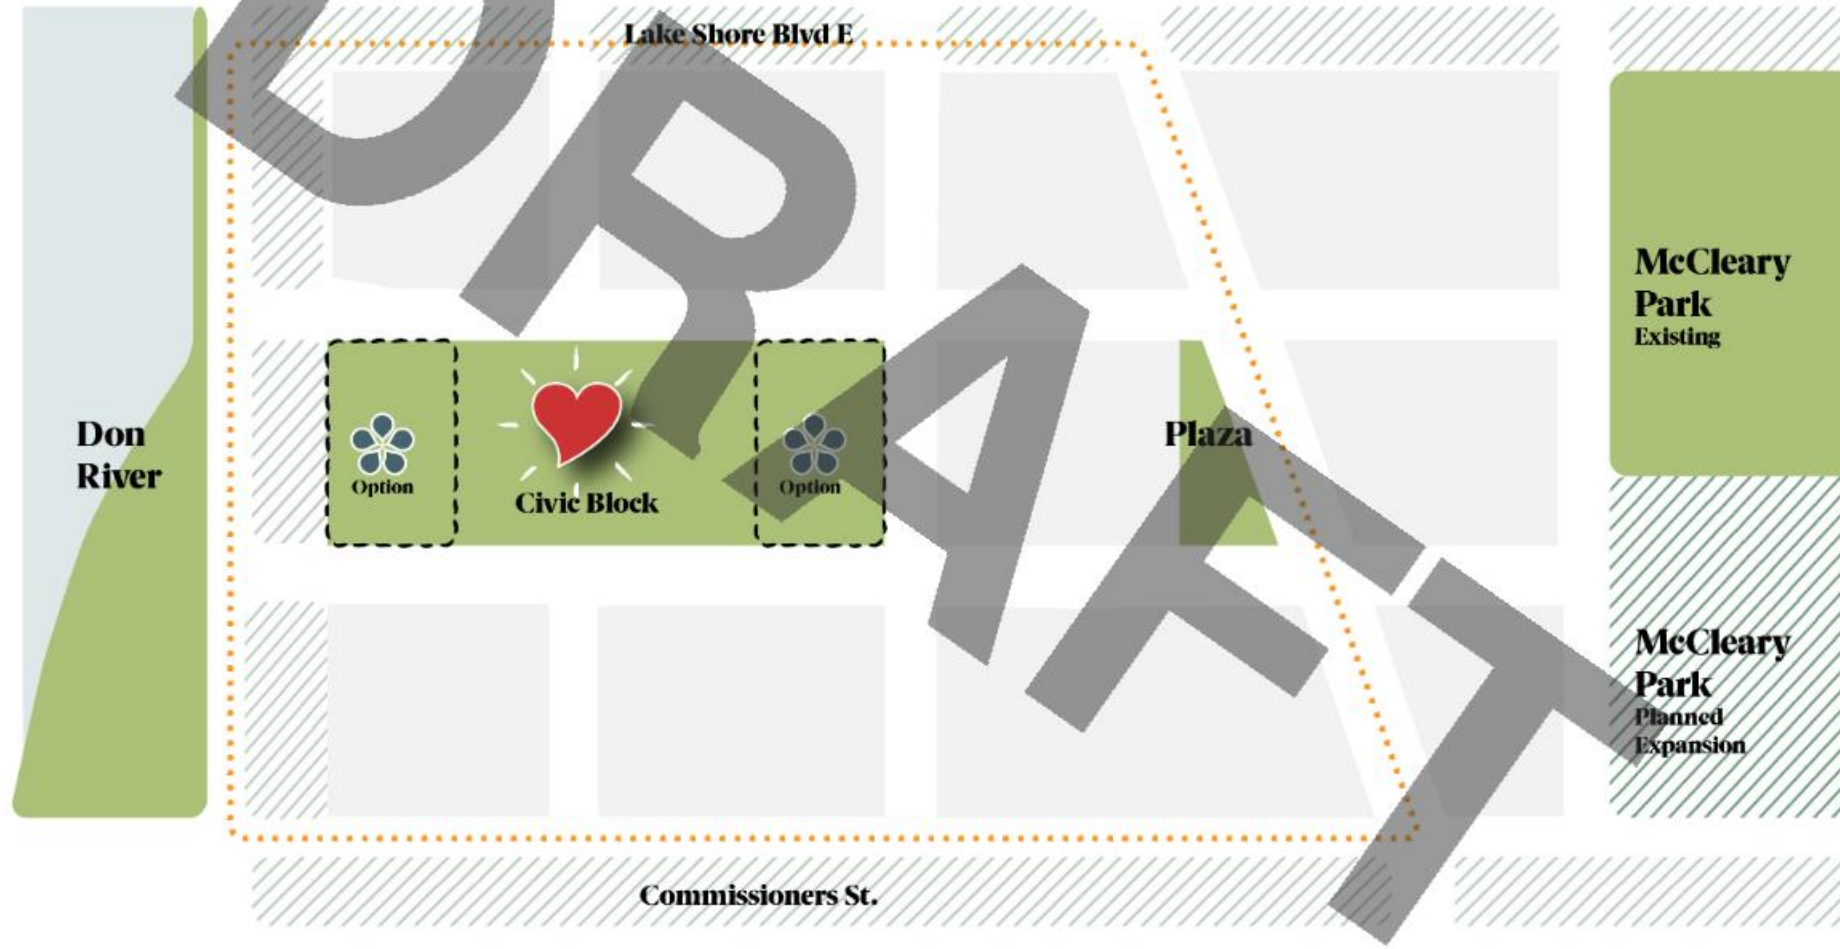 Lake Shore Blvd E
McCleary
Park
Existing
Don
River
Option
Civic Block
Option
Plaza
McCleary
Park
Planned
Expansion
Commissioners St.
DRAFT